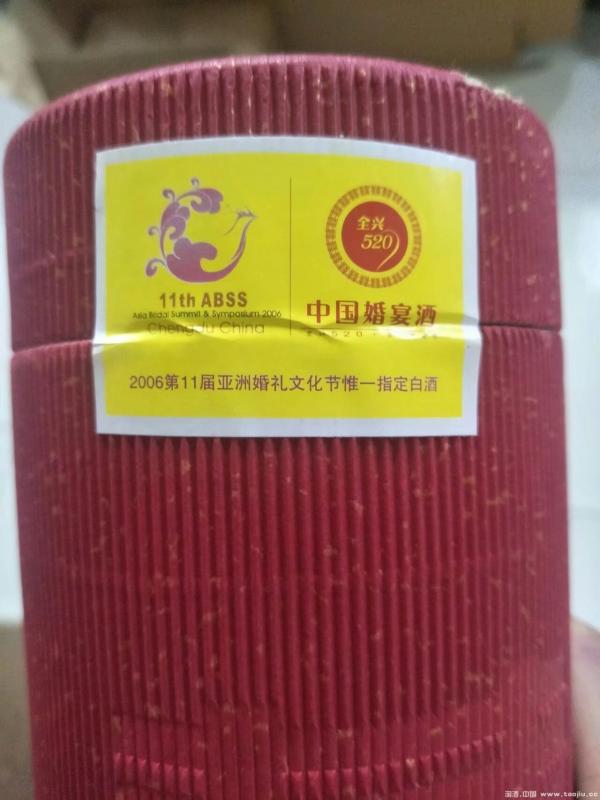 11th ABSS
Asia Bridal Summit & Symposium 2006
Chengdu China
全兴
520
中国婚宴酒
2006第11届亚洲婚礼文化节惟一指定白酒
淘酒.中国 www.taojiu.cc